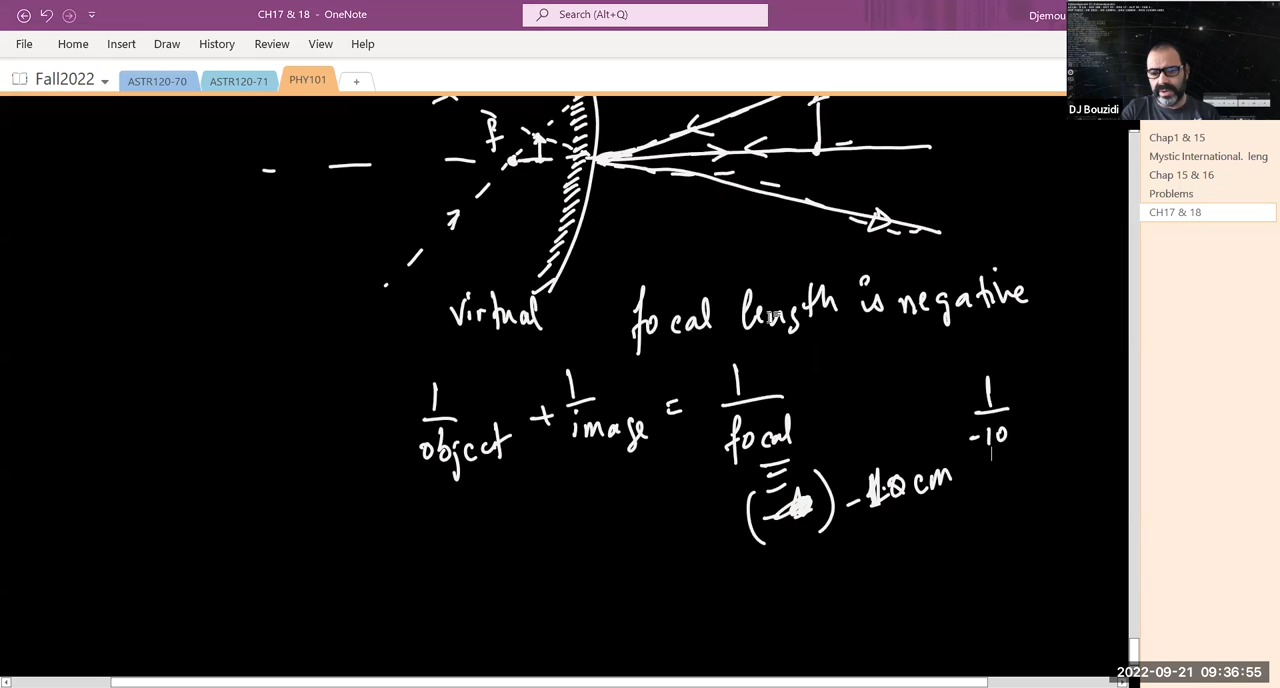 CH17 & 18 - OneNote
Search (Alt+Q)
Djemou
File Home Insert Draw History Review View Help
Fall2022 ASTR120-70 ASTR120-71 PHY101 +
DJ Bouzidi
Chap1 & 15
Mystic International. leng
Chap 15 & 16
Problems
CH17 & 18
f
virtual
focal length is negative
1/object + 1/image = 1/focal
1/-10
( ) -10 cm
2022-09-21 09:36:55